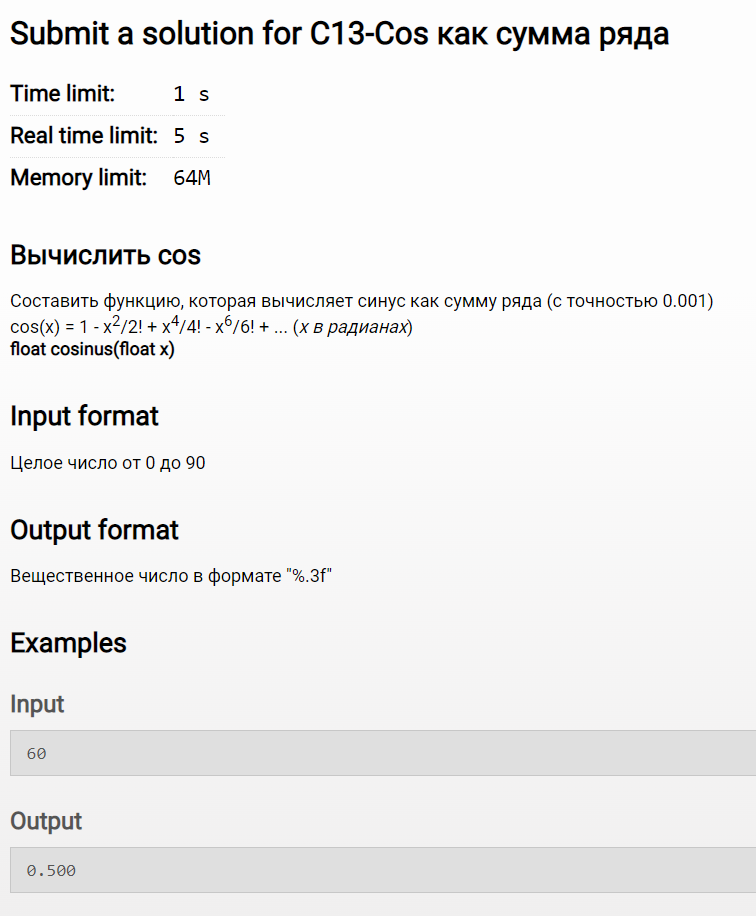 Submit a solution for C13-Cos как сумма ряда
Time limit: 1 s
Real time limit: 5 s
Memory limit: 64M
Вычислить cos
Составить функцию, которая вычисляет синус как сумму ряда (с точностью 0.001)
cos(x) = 1 - x²/2! + x⁴/4! - x⁶/6! + ... (x в радианах)
float cosinus(float x)
Input format
Целое число от 0 до 90
Output format
Вещественное число в формате "%.3f"
Examples
Input
60
Output
0.500